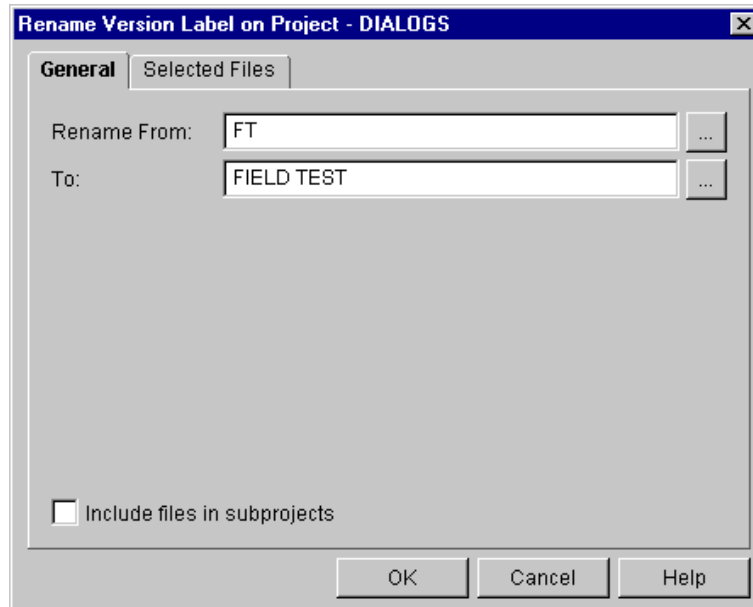 Rename Version Label on Project - DIALOGS
General Selected Files
Rename From: FT ...
To: FIELD TEST ...
Include files in subprojects
OK Cancel Help